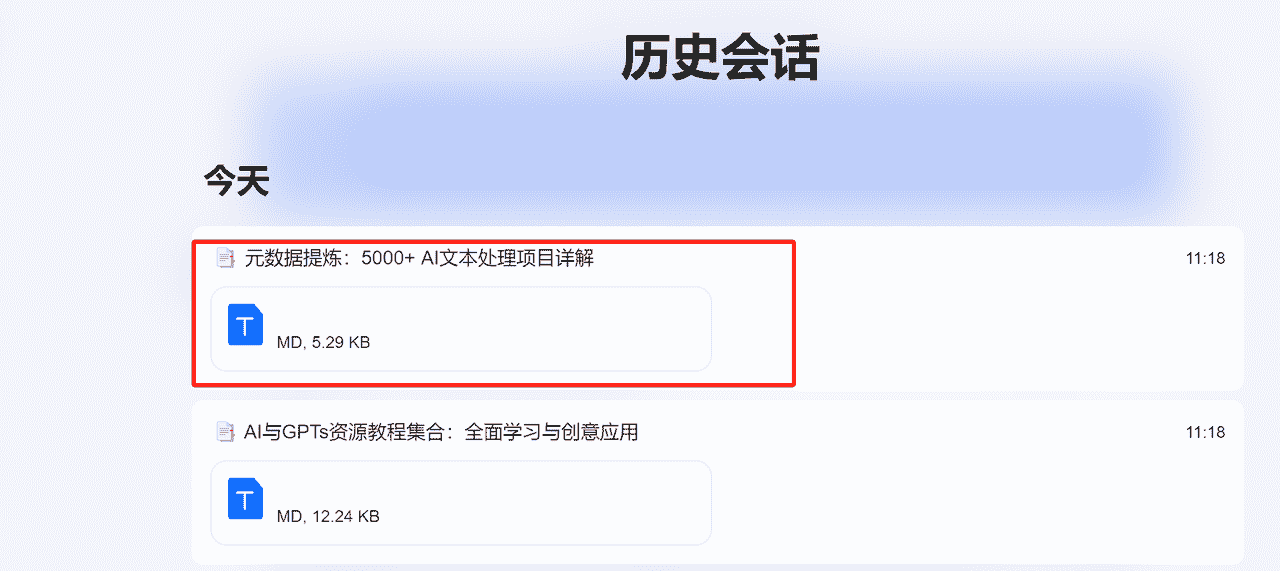 历史会话
今天
元数据提炼：5000+ AI文本处理项目详解
11:18
T
MD, 5.29 KB
AI与GPTs资源教程集合：全面学习与创意应用
11:18
T
MD, 12.24 KB